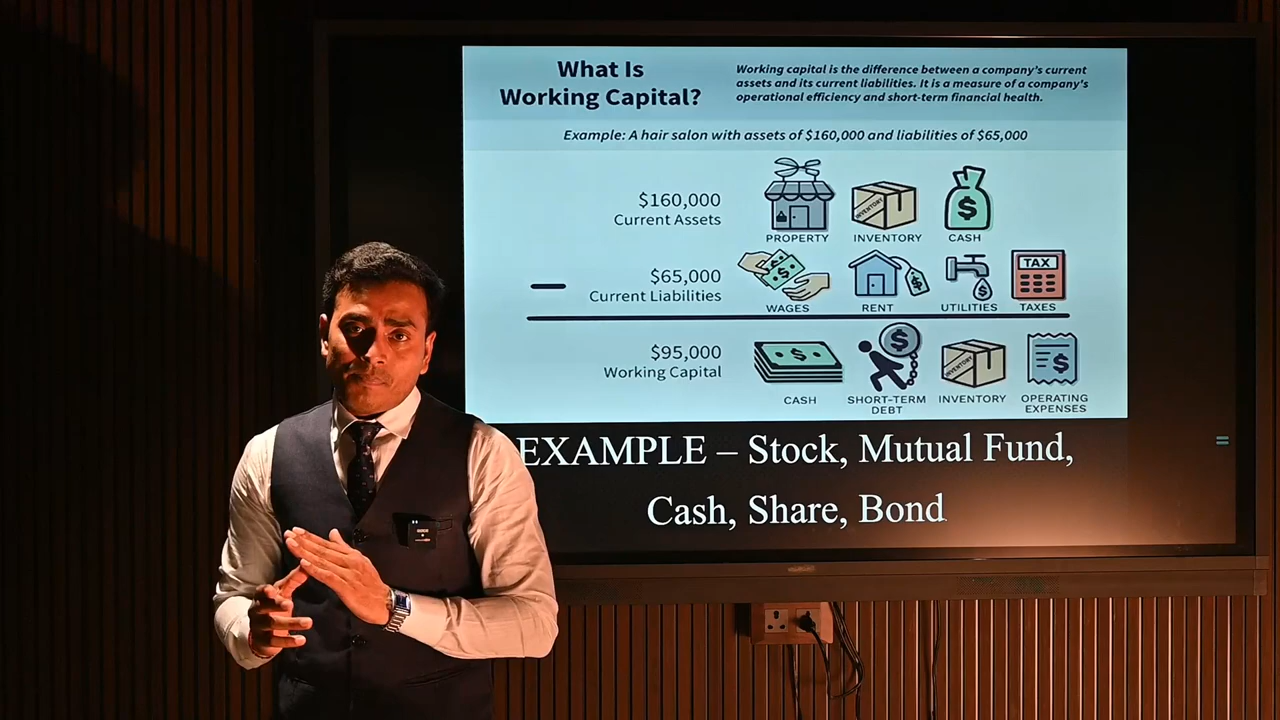 What Is
Working Capital?
Working capital is the difference between a company's current
assets and its current liabilities. It is a measure of a company's
operational efficiency and short-term financial health.
Example: A hair salon with assets of $160,000 and liabilities of $65,000
$160,000
Current Assets
INVENTORY
PROPERTY
INVENTORY
CASH
$65,000
Current Liabilities
TAX
WAGES
RENT
UTILITIES
TAXES
$95,000
Working Capital
INVENTORY
CASH
SHORT-TERM
DEBT
INVENTORY
OPERATING
EXPENSES
EXAMPLE – Stock, Mutual Fund,
Cash, Share, Bond